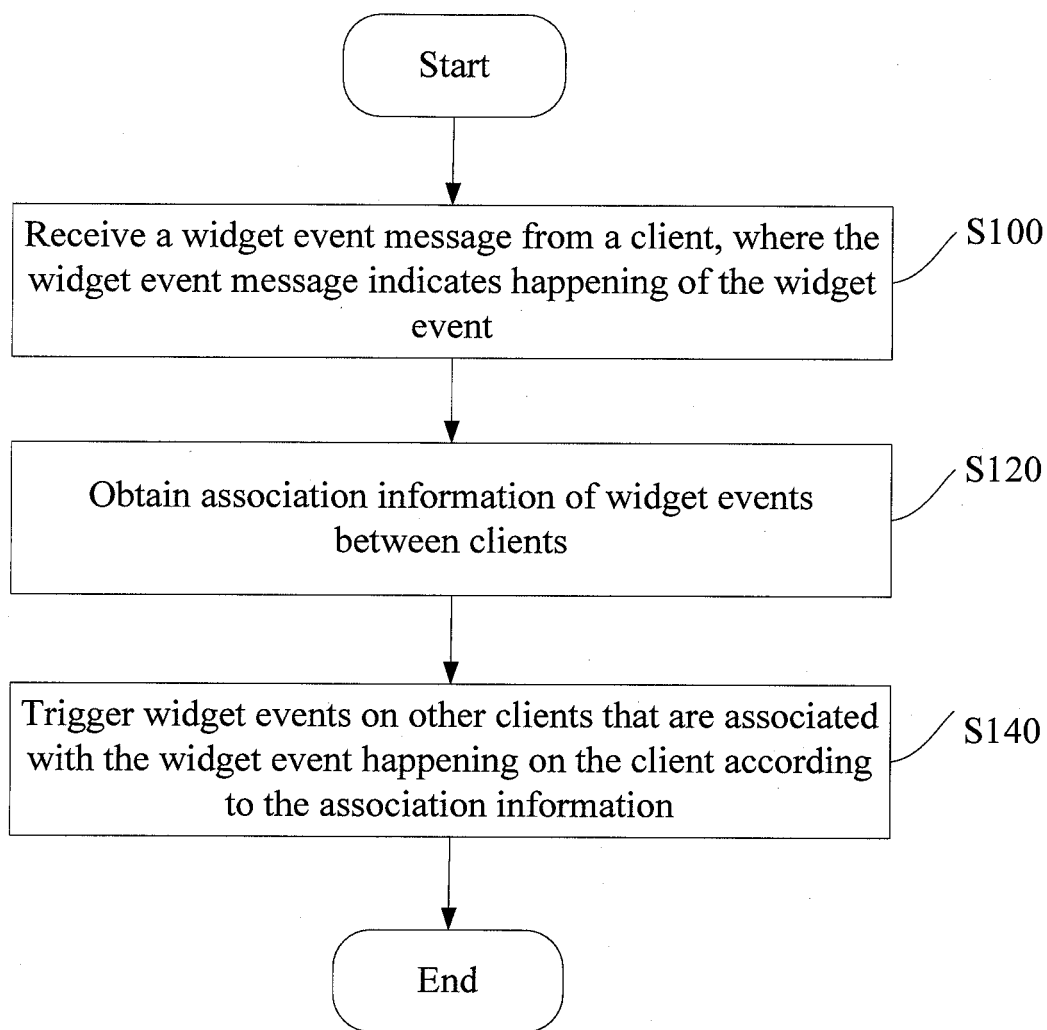 Start
Receive a widget event message from a client, where the
widget event message indicates happening of the widget
event
S100
Obtain association information of widget events
between clients
S120
Trigger widget events on other clients that are associated
with the widget event happening on the client according
to the association information
S140
End